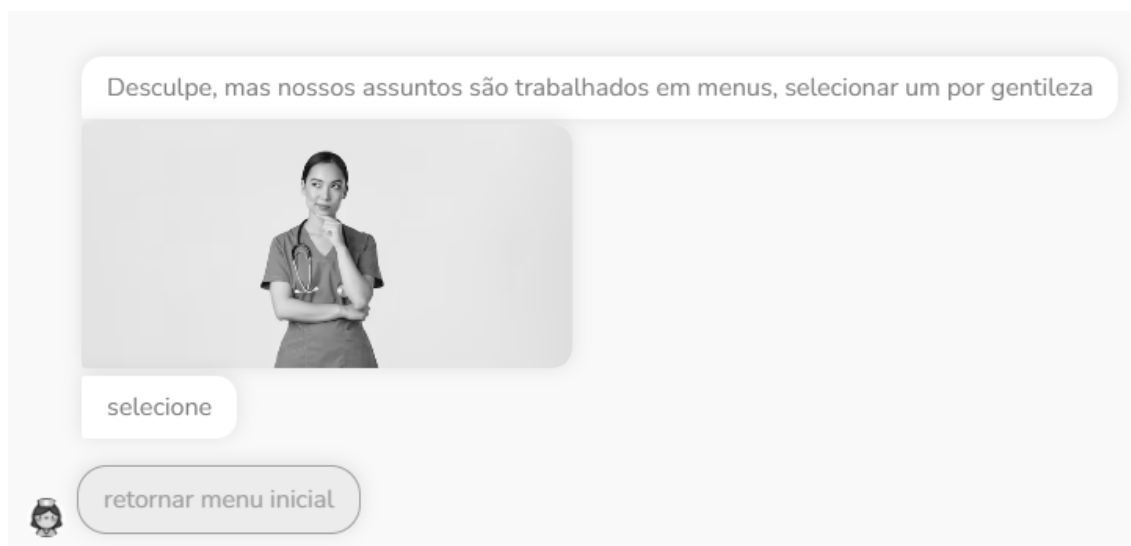 Desculpe, mas nossos assuntos são trabalhados em menus, selecionar um por gentileza
selecione
retornar menu inicial